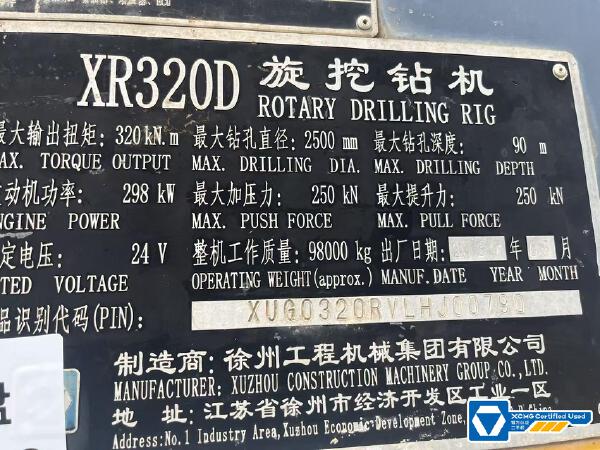 XR320D 旋挖钻机
ROTARY DRILLING RIG
最大输出扭矩: 320 kN.m 最大钻孔直径: 2500 mm 最大钻孔深度: 90 m
AX. TORQUE OUTPUT MAX. DRILLING DIA. MAX. DRILLING DEPTH
动机功率: 298 kW 最大加压力: 250 kN 最大提升力: 250 kN
NGINE POWER MAX. PUSH FORCE MAX. PULL FORCE
定电压: 24 V 整机工作质量: 98000 kg 出厂日期: 年 月
TED VOLTAGE OPERATING WEIGHT(approx.) MANUF.DATE YEAR MONTH
品识别代码(PIN): XUG0320RVLHJC0790
制造商: 徐州工程机械集团有限公司
MANUFACTURER: XUZHOU CONSTRUCTION MACHINERY GROUP CO., LTD.
地 址: 江苏省徐州市经济开发区工业一区
Address: No.1 Industry Area, Xuzhou Economic Development Zone,
XCMG Certified Used